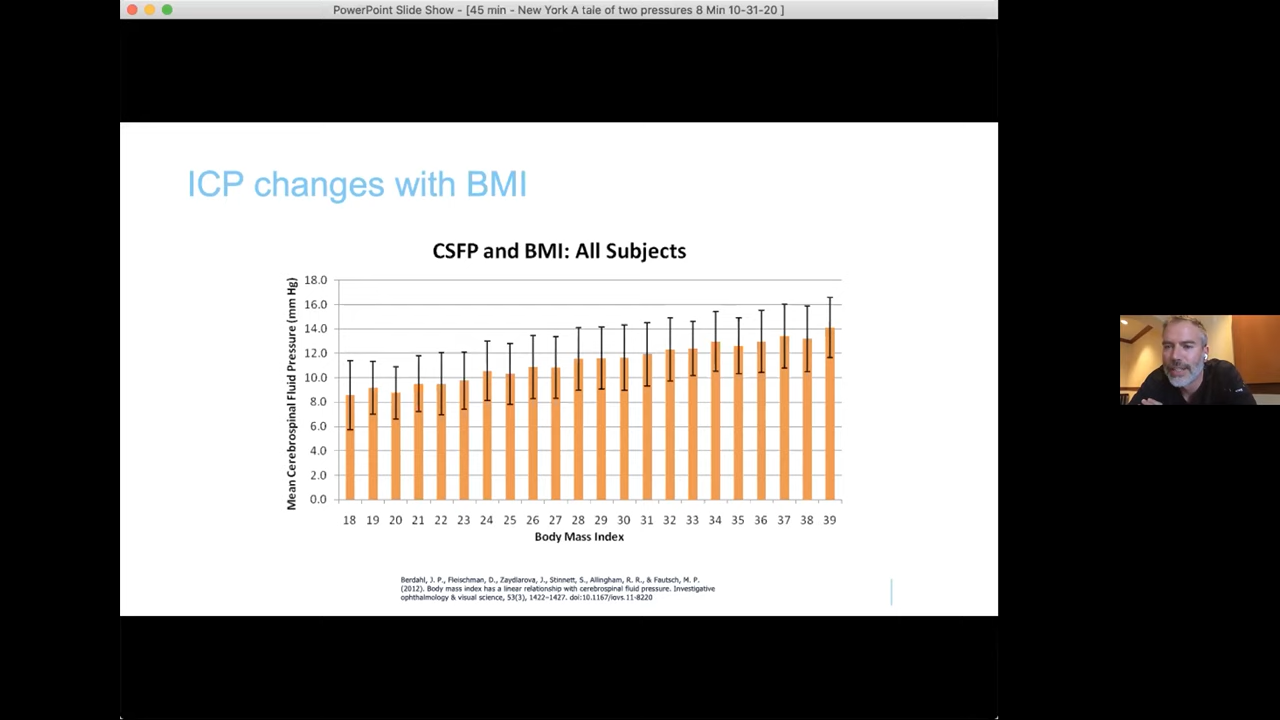 PowerPoint Slide Show - [45 min - New York A tale of two pressures 8 Min 10-31-20 ]
ICP changes with BMI
CSFP and BMI: All Subjects
Mean Cerebrospinal Fluid Pressure (mm Hg)
18.0
16.0
14.0
12.0
10.0
8.0
6.0
4.0
2.0
0.0
18 19 20 21 22 23 24 25 26 27 28 29 30 31 32 33 34 35 36 37 38 39
Body Mass Index
Berdahl, J. P., Fleischman, D., Zaydlarova, J., Stinnett, S., Allingham, R. R., & Fautsch, M. P.
(2012). Body mass index has a linear relationship with cerebrospinal fluid pressure. Investigative
ophthalmology & visual science, 53(3), 1422–1427. doi:10.1167/iovs.11-8220